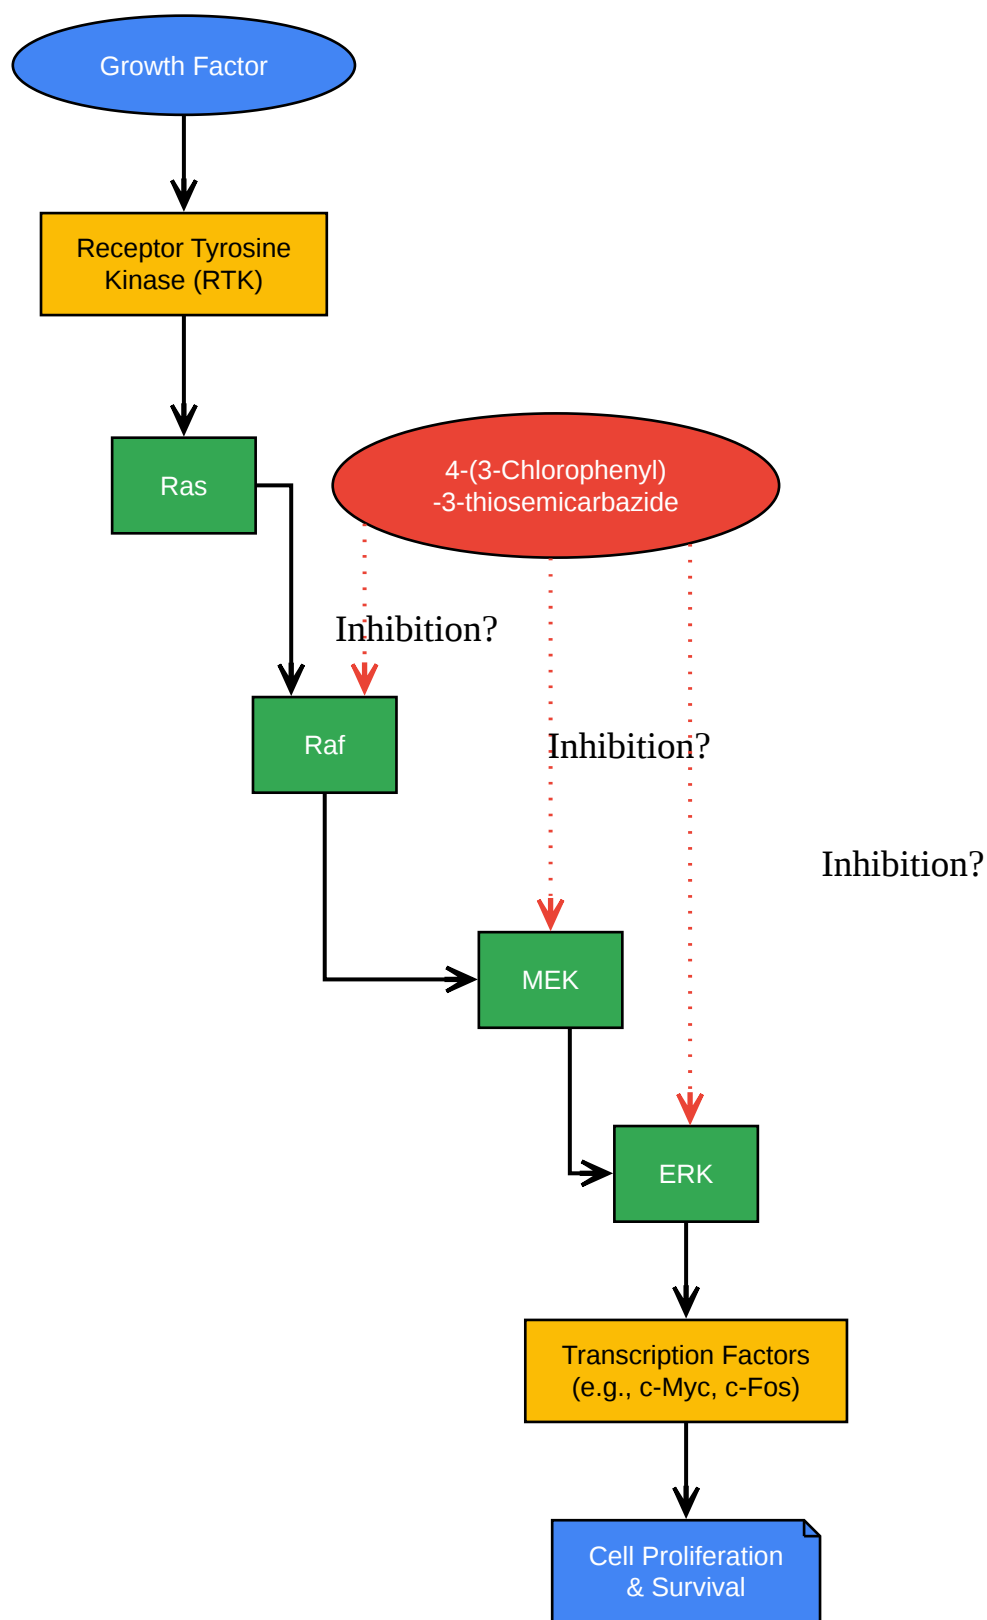 Growth Factor
Receptor Tyrosine
Kinase (RTK)
Ras
4-(3-Chlorophenyl)
-3-thiosemicarbazide
Inhibition?
Raf
Inhibition?
Inhibition?
MEK
ERK
Transcription Factors
(e.g., c-Myc, c-Fos)
Cell Proliferation
& Survival